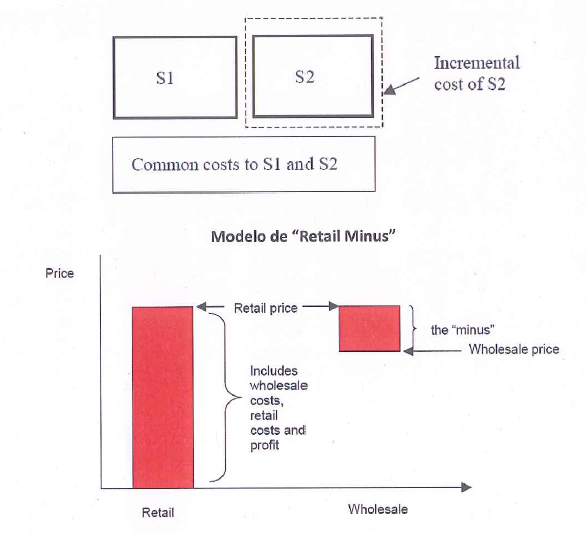 S1
S2
Incremental
cost of S2
Common costs to S1 and S2
Modelo de "Retail Minus"
Price
Retail price
the "minus"
Wholesale price
Includes
wholesale
costs,
retail
costs and
profit
Retail
Wholesale